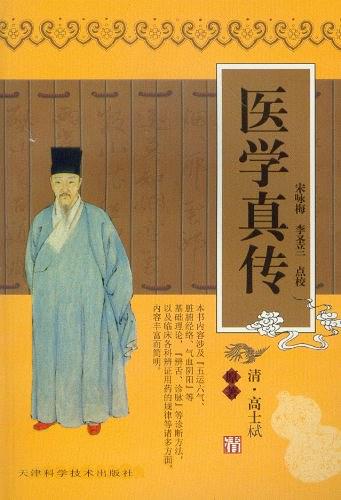 医学真传
宋咏梅 李圣兰 点校
清·高士栻
原著
本书内容涉及『五运六气、
脏腑经络、气血阴阳』等
基础理论，『辨舌、诊脉』等诊断方法，
以及临床各科辨证用药的规律等诸多方面。
内容丰富而简明。
天津科学技术出版社